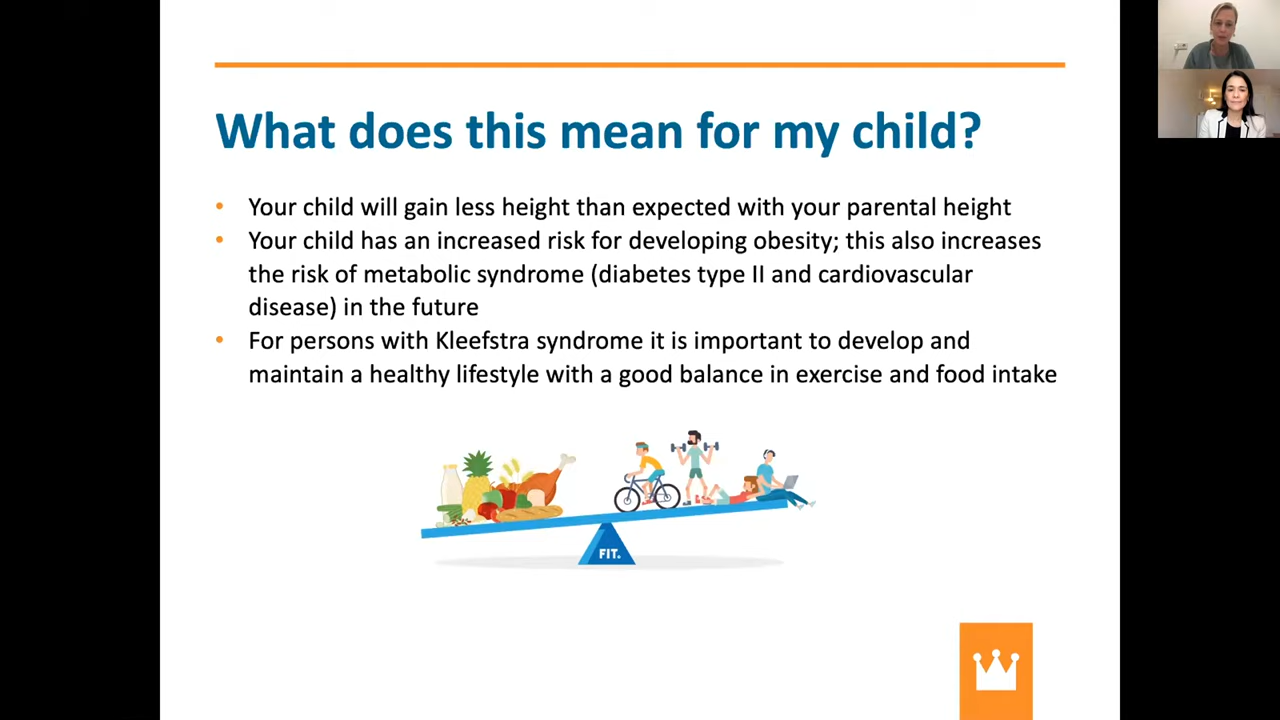 What does this mean for my child?
• Your child will gain less height than expected with your parental height
• Your child has an increased risk for developing obesity; this also increases
the risk of metabolic syndrome (diabetes type II and cardiovascular
disease) in the future
• For persons with Kleefstra syndrome it is important to develop and
maintain a healthy lifestyle with a good balance in exercise and food intake
FIT.